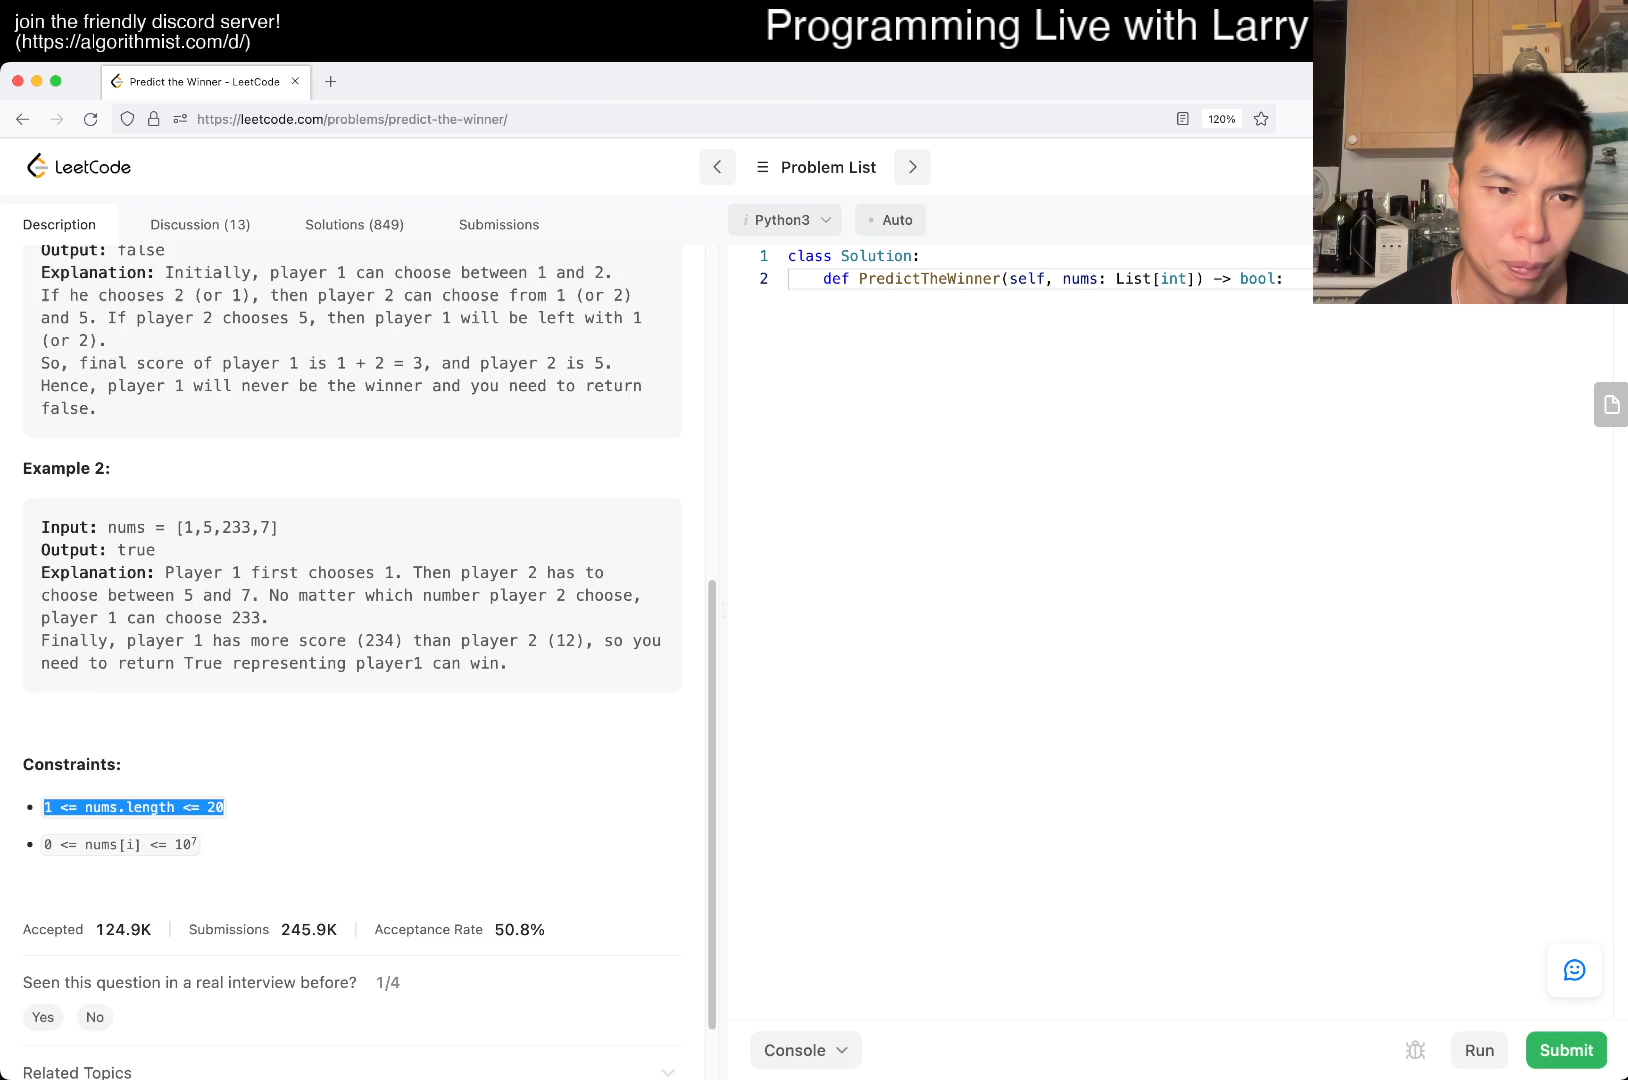 join the friendly discord server!
(https://algorithmist.com/d/)
Programming Live with Larry
Predict the Winner - LeetCode
https://leetcode.com/problems/predict-the-winner/
120%
LeetCode
Problem List
Description
Discussion (13)
Solutions (849)
Submissions
i Python3
Auto
Output: false
Explanation: Initially, player 1 can choose between 1 and 2.
If he chooses 2 (or 1), then player 2 can choose from 1 (or 2)
and 5. If player 2 chooses 5, then player 1 will be left with 1
(or 2).
So, final score of player 1 is 1 + 2 = 3, and player 2 is 5.
Hence, player 1 will never be the winner and you need to return
false.
Example 2:
Input: nums = [1,5,233,7]
Output: true
Explanation: Player 1 first chooses 1. Then player 2 has to
choose between 5 and 7. No matter which number player 2 choose,
player 1 can choose 233.
Finally, player 1 has more score (234) than player 2 (12), so you
need to return True representing player1 can win.
Constraints:
1 <= nums.length <= 20
0 <= nums[i] <= 10⁷
Accepted 124.9K
Submissions 245.9K
Acceptance Rate 50.8%
Seen this question in a real interview before? 1/4
Yes
No
Related Topics
1 class Solution:
2 def PredictTheWinner(self, nums: List[int]) -> bool:
Console
Run
Submit